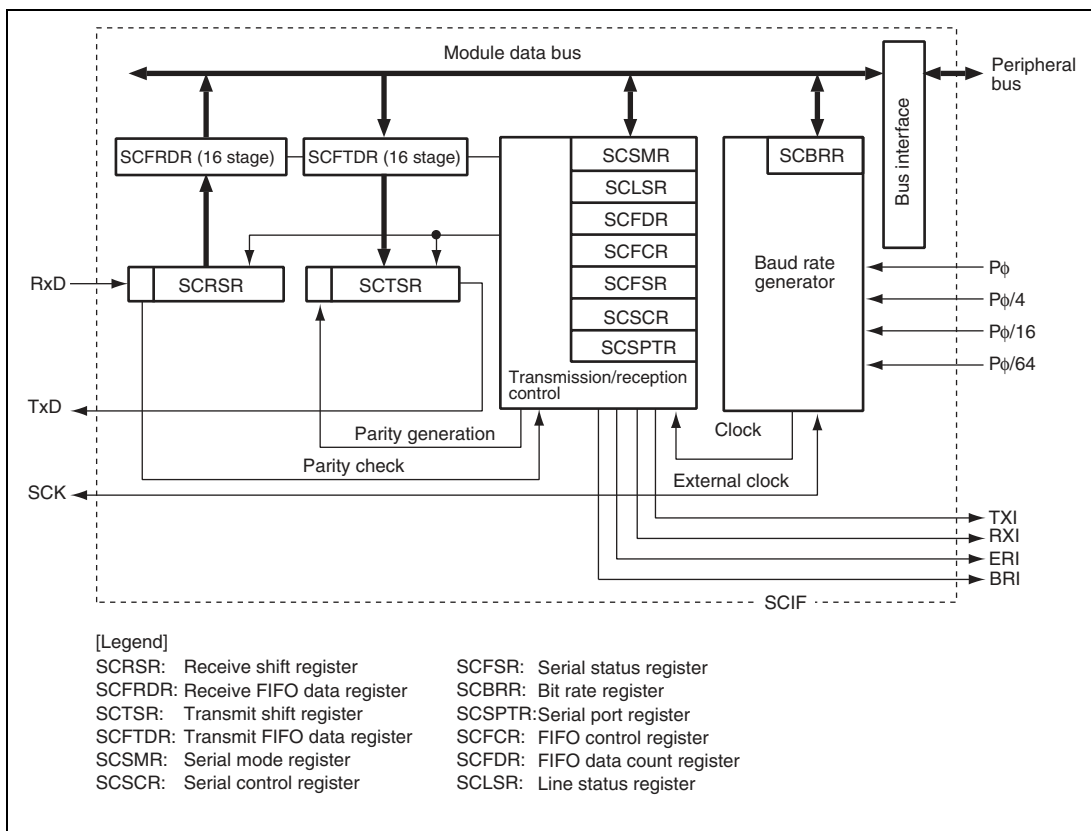 Module data bus
Peripheral
bus
Bus interface
SCFRDR (16 stage)
SCFTDR (16 stage)
SCSMR
SCBRR
SCLSR
SCFDR
SCFCR
SCFSR
SCSCR
SCSPTR
Transmission/reception
control
Baud rate
generator
RxD
SCRSR
SCTSR
Pϕ
Pϕ/4
Pϕ/16
Pϕ/64
TxD
Parity generation
Clock
Parity check
External clock
SCK
TXI
RXI
ERI
BRI
SCIF
[Legend]
SCRSR: Receive shift register
SCFRDR: Receive FIFO data register
SCTSR: Transmit shift register
SCFTDR: Transmit FIFO data register
SCSMR: Serial mode register
SCSCR: Serial control register
SCFSR: Serial status register
SCBRR: Bit rate register
SCSPTR: Serial port register
SCFCR: FIFO control register
SCFDR: FIFO data count register
SCLSR: Line status register